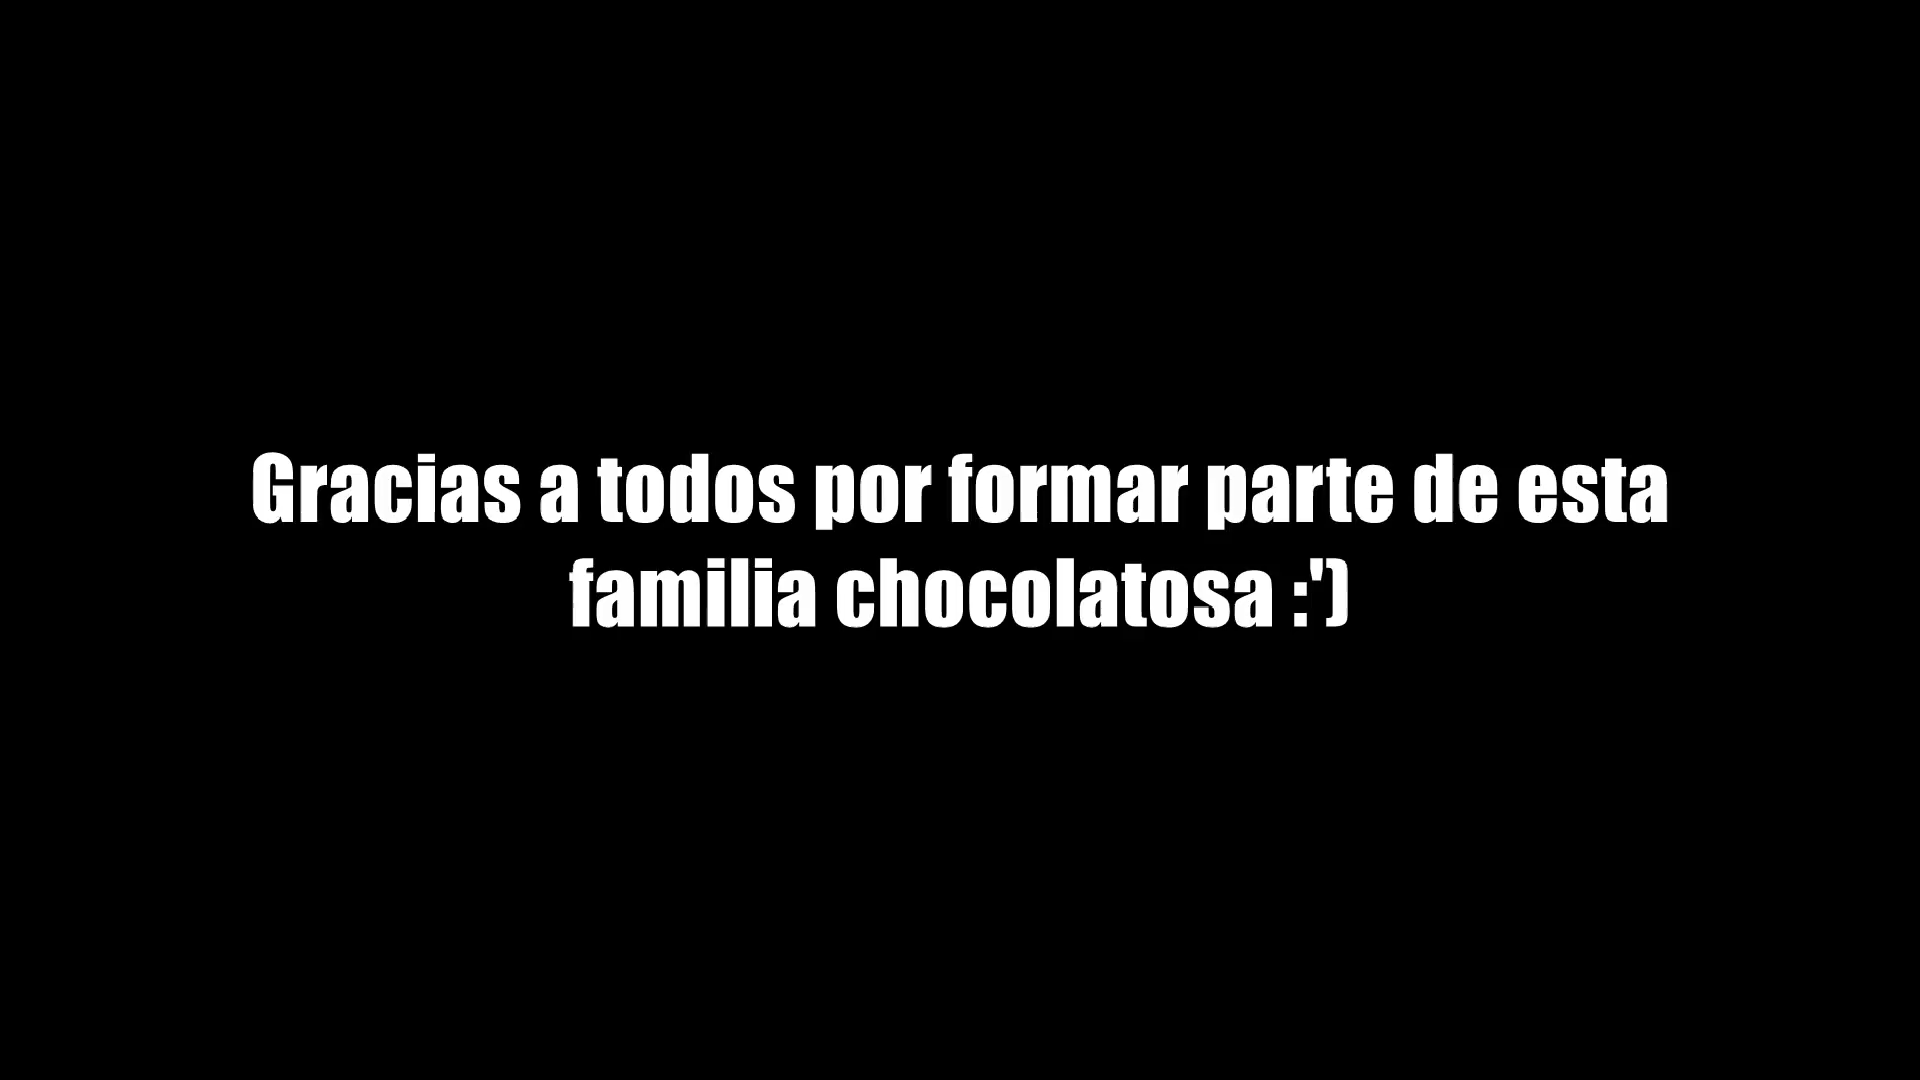 Gracias a todos por formar parte de esta
familia chocolatosa :')